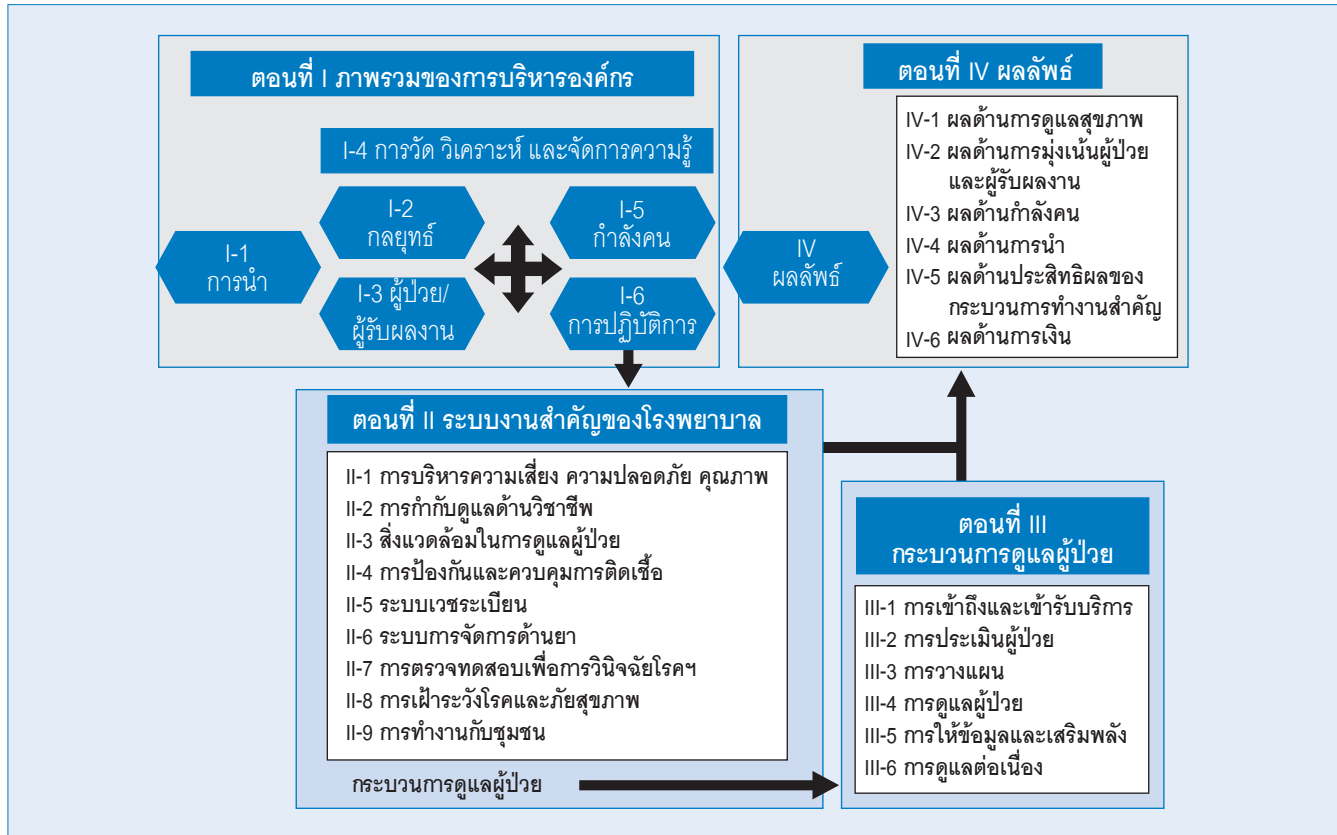 ตอนที่ I ภาพรวมของการบริหารองค์กร
I-4 การวัด วิเคราะห์ และจัดการความรู้
I-1
การนำ
I-2
กลยุทธ์
I-3 ผู้ป่วย/
ผู้รับผลงาน
I-5
กำลังคน
I-6
การปฏิบัติการ
ตอนที่ IV ผลลัพธ์
IV
ผลลัพธ์
IV-1 ผลด้านการดูแลสุขภาพ
IV-2 ผลด้านการมุ่งเน้นผู้ป่วย
และผู้รับผลงาน
IV-3 ผลด้านกำลังคน
IV-4 ผลด้านการนำ
IV-5 ผลด้านประสิทธิผลของ
กระบวนการทำงานสำคัญ
IV-6 ผลด้านการเงิน
ตอนที่ II ระบบงานสำคัญของโรงพยาบาล
II-1 การบริหารความเสี่ยง ความปลอดภัย คุณภาพ
II-2 การกำกับดูแลด้านวิชาชีพ
II-3 สิ่งแวดล้อมในการดูแลผู้ป่วย
II-4 การป้องกันและควบคุมการติดเชื้อ
II-5 ระบบเวชระเบียน
II-6 ระบบการจัดการด้านยา
II-7 การตรวจทดสอบเพื่อการวินิจฉัยโรคฯ
II-8 การเฝ้าระวังโรคและภัยสุขภาพ
II-9 การทำงานกับชุมชน
กระบวนการดูแลผู้ป่วย
ตอนที่ III
กระบวนการดูแลผู้ป่วย
III-1 การเข้าถึงและเข้ารับบริการ
III-2 การประเมินผู้ป่วย
III-3 การวางแผน
III-4 การดูแลผู้ป่วย
III-5 การให้ข้อมูลและเสริมพลัง
III-6 การดูแลต่อเนื่อง